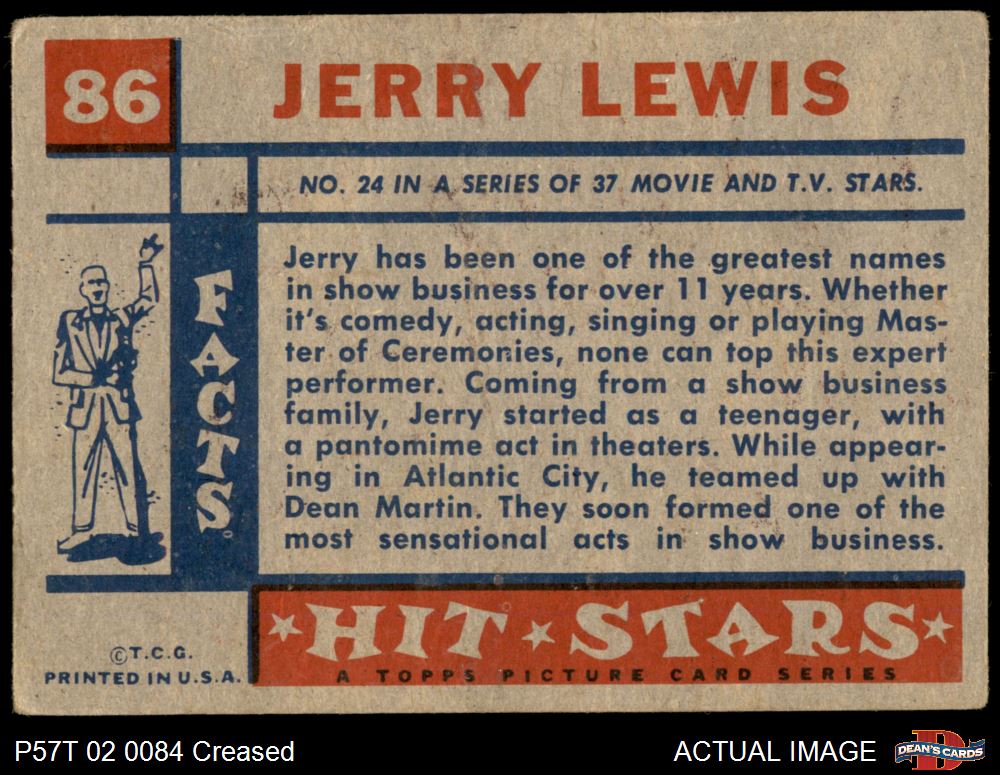 86
JERRY LEWIS
NO. 24 IN A SERIES OF 37 MOVIE AND T.V. STARS.
FACTS
Jerry has been one of the greatest names
in show business for over 11 years. Whether
it's comedy, acting, singing or playing Mas-
ter of Ceremonies, none can top this expert
performer. Coming from a show business
family, Jerry started as a teenager, with
a pantomime act in theaters. While appear-
ing in Atlantic City, he teamed up with
Dean Martin. They soon formed one of the
most sensational acts in show business.
©T.C.G.
PRINTED IN U.S.A.
★HIT★STARS★
A TOPPS PICTURE CARD SERIES
P57T 02 0084 Creased
ACTUAL IMAGE
D
DEAN'S CARDS